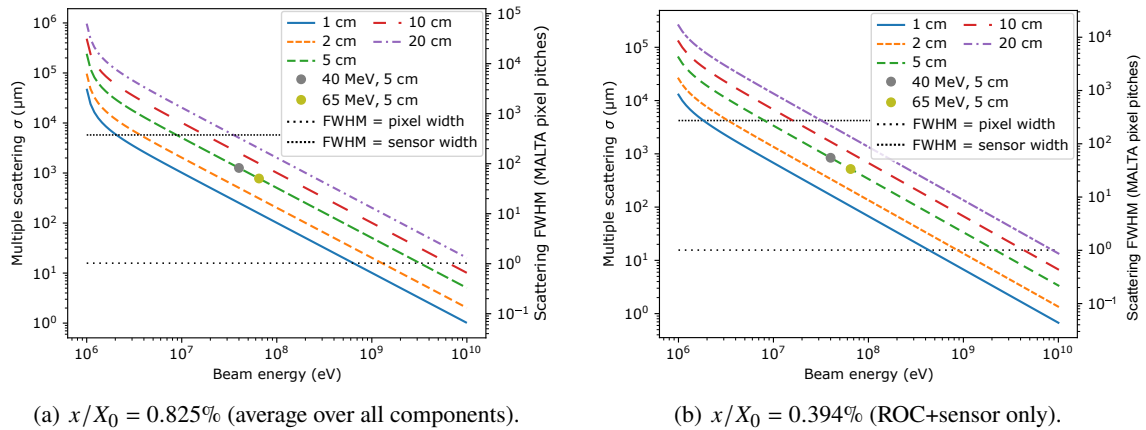 10⁶
10⁵
10⁴
10³
10²
10¹
10⁰
Multiple scattering σ (μm)
1 cm
2 cm
5 cm
10 cm
20 cm
40 MeV, 5 cm
65 MeV, 5 cm
FWHM = pixel width
FWHM = sensor width
10⁵
10⁴
10³
10²
10¹
10⁰
10⁻¹
Scattering FWHM (MALTA pixel pitches)
10⁶ 10⁷ 10⁸ 10⁹ 10¹⁰
Beam energy (eV)
(a) x/X₀ = 0.825% (average over all components).
10⁵
10⁴
10³
10²
10¹
10⁰
Multiple scattering σ (μm)
1 cm
2 cm
5 cm
10 cm
20 cm
40 MeV, 5 cm
65 MeV, 5 cm
FWHM = pixel width
FWHM = sensor width
10⁴
10³
10²
10¹
10⁰
10⁻¹
Scattering FWHM (MALTA pixel pitches)
10⁶ 10⁷ 10⁸ 10⁹ 10¹⁰
Beam energy (eV)
(b) x/X₀ = 0.394% (ROC+sensor only).